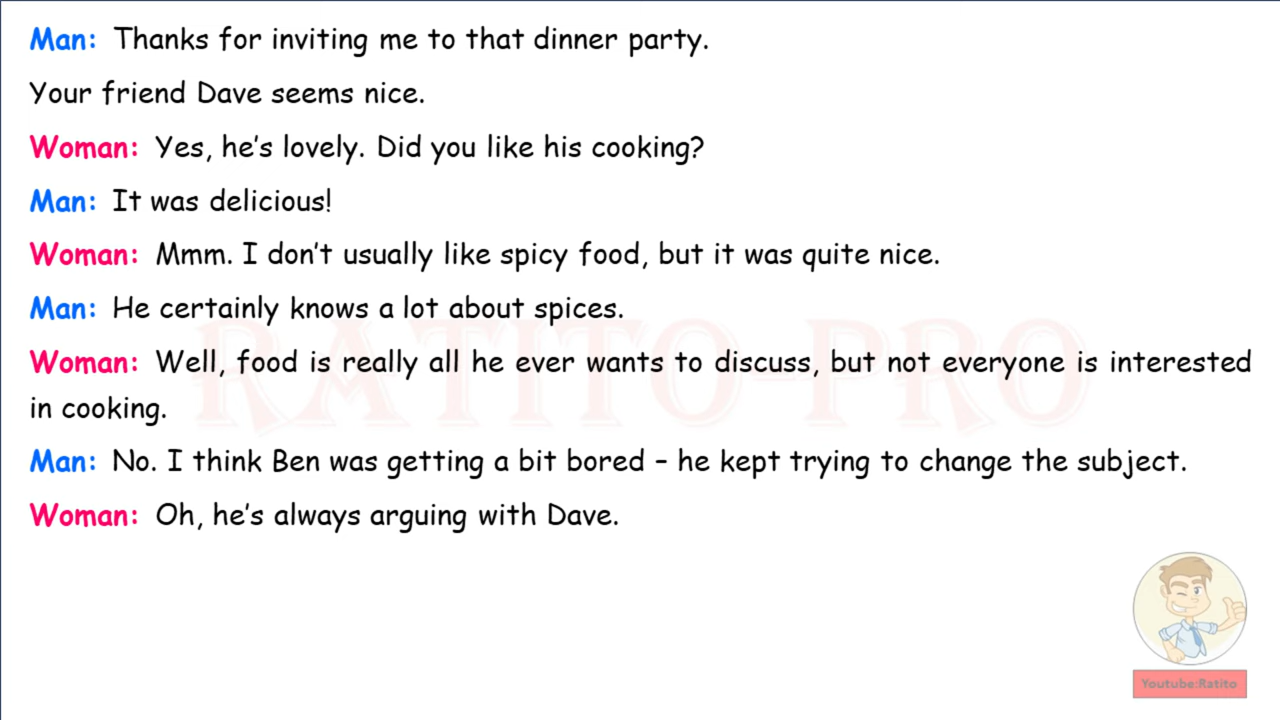 Man: Thanks for inviting me to that dinner party.
Your friend Dave seems nice.
Woman: Yes, he's lovely. Did you like his cooking?
Man: It was delicious!
Woman: Mmm. I don't usually like spicy food, but it was quite nice.
Man: He certainly knows a lot about spices.
Woman: Well, food is really all he ever wants to discuss, but not everyone is interested
in cooking.
RATITO-PRO
Man: No. I think Ben was getting a bit bored – he kept trying to change the subject.
Woman: Oh, he's always arguing with Dave.
Youtube:Ratito